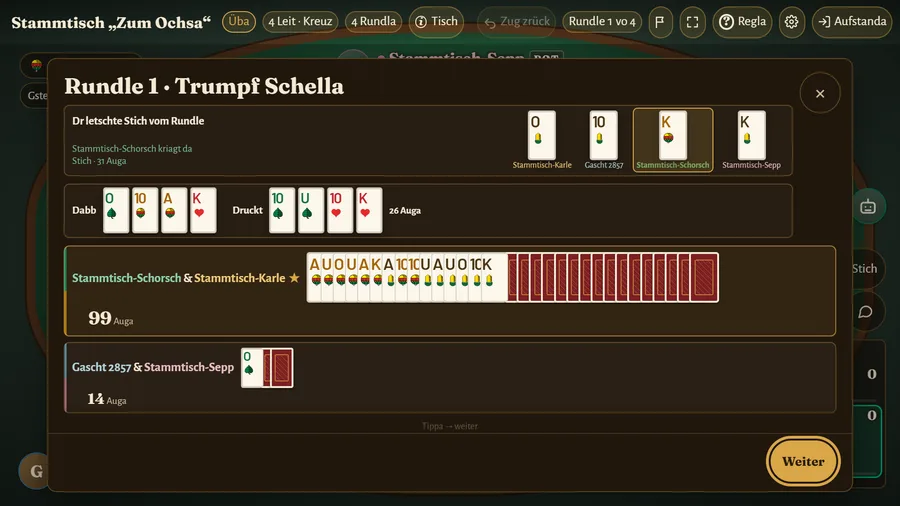 Stammtisch „Zum Ochsa“ Üba 4 Leit · Kreuz 4 Rundla Tisch Zug zrück Rundle 1 vo 4 Regla Aufstanda
Stammtisch-Sepp BOT
Gste
Rundle 1 · Trumpf Schella
Dr letschte Stich vom Rundle
Stammtisch-Schorsch kriagt da
Stich · 31 Auga
O 10 K K
Stammtisch-Karle Gascht 2857 Stammtisch-Schorsch Stammtisch-Sepp
Dabb O 10 A K Druckt 10 U 10 K 26 Auga
Stammtisch-Schorsch & Stammtisch-Karle ★ A U O U A K A 10 10 U A U O 10 K
99 Auga
Gascht 2857 & Stammtisch-Sepp O
14 Auga
Tippa → weiter
Weiter
Stich
0
0
G